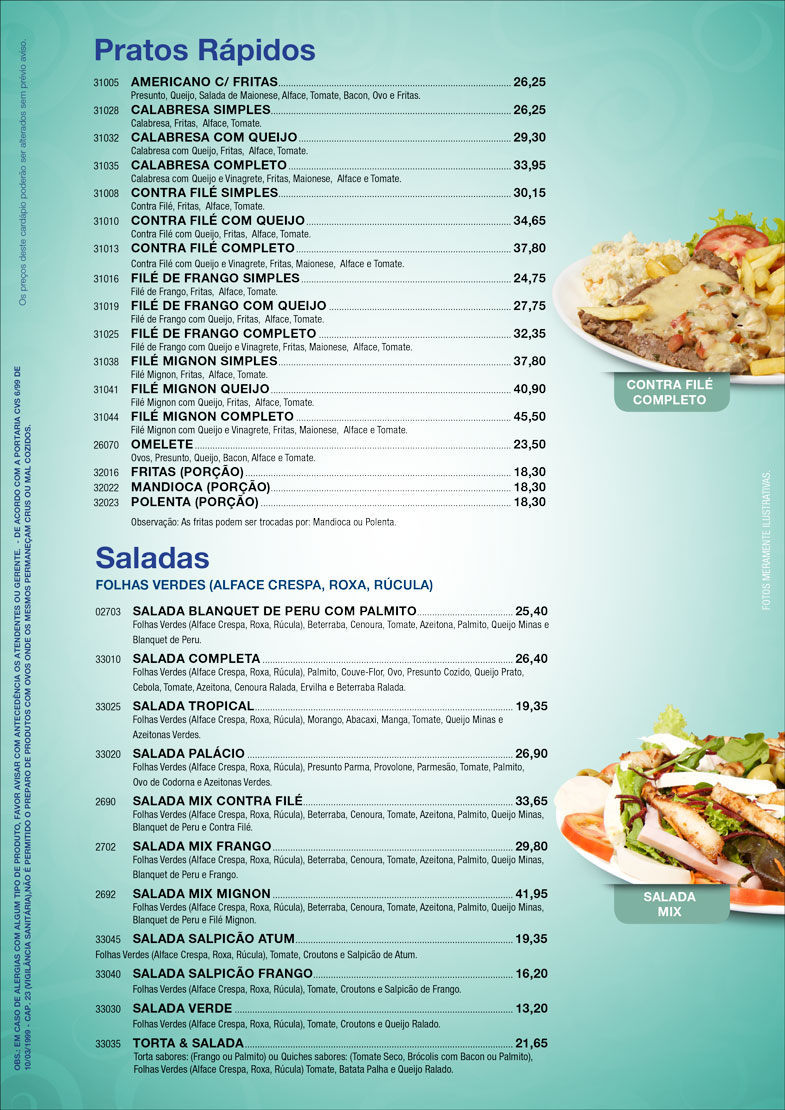 Pratos Rápidos
31005 AMERICANO C/ FRITAS 26,25
Presunto, Queijo, Salada de Maionese, Alface, Tomate, Bacon, Ovo e Fritas.
31028 CALABRESA SIMPLES 26,25
Calabresa, Fritas, Alface, Tomate.
31032 CALABRESA COM QUEIJO 29,30
Calabresa com Queijo, Fritas, Alface, Tomate.
31035 CALABRESA COMPLETO 33,95
Calabresa com Queijo e Vinagrete, Fritas, Maionese, Alface e Tomate.
31008 CONTRA FILÉ SIMPLES 30,15
Contra Filé, Fritas, Alface, Tomate.
31010 CONTRA FILÉ COM QUEIJO 34,65
Contra Filé com Queijo, Fritas, Alface, Tomate.
31013 CONTRA FILÉ COMPLETO 37,80
Contra Filé com Queijo e Vinagrete, Fritas, Maionese, Alface e Tomate.
31016 FILÉ DE FRANGO SIMPLES 24,75
Filé de Frango, Fritas, Alface, Tomate.
31019 FILÉ DE FRANGO COM QUEIJO 27,75
Filé de Frango com Queijo, Fritas, Alface, Tomate.
31025 FILÉ DE FRANGO COMPLETO 32,35
Filé de Frango com Queijo e Vinagrete, Fritas, Maionese, Alface, Tomate.
31038 FILÉ MIGNON SIMPLES 37,80
Filé Mignon, Fritas, Alface, Tomate.
31041 FILÉ MIGNON QUEIJO 40,90
Filé Mignon com Queijo, Fritas, Alface, Tomate.
31044 FILÉ MIGNON COMPLETO 45,50
Filé Mignon com Queijo e Vinagrete, Fritas, Maionese, Alface e Tomate.
26070 OMELETE 23,50
Ovos, Presunto, Queijo, Bacon, Alface e Tomate.
32016 FRITAS (PORÇÃO) 18,30
32022 MANDIOCA (PORÇÃO) 18,30
32023 POLENTA (PORÇÃO) 18,30
Observação: As fritas podem ser trocadas por: Mandioca ou Polenta.
Saladas
FOLHAS VERDES (ALFACE CRESPA, ROXA, RÚCULA)
02703 SALADA BLANQUET DE PERU COM PALMITO 25,40
Folhas Verdes (Alface Crespa, Roxa, Rúcula), Beterraba, Cenoura, Tomate, Azeitona, Palmito, Queijo Minas e
Blanquet de Peru.
33010 SALADA COMPLETA 26,40
Folhas Verdes (Alface Crespa, Roxa, Rúcula), Palmito, Couve-Flor, Ovo, Presunto Cozido, Queijo Prato,
Cebola, Tomate, Azeitona, Cenoura Ralada, Ervilha e Beterraba Ralada.
33025 SALADA TROPICAL 19,35
Folhas Verdes (Alface Crespa, Roxa, Rúcula), Morango, Abacaxi, Manga, Tomate, Queijo Minas e
Azeitonas Verdes.
33020 SALADA PALÁCIO 26,90
Folhas Verdes (Alface Crespa, Roxa, Rúcula), Presunto Parma, Provolone, Parmesão, Tomate, Palmito,
Ovo de Codorna e Azeitonas Verdes.
2690 SALADA MIX CONTRA FILÉ 33,65
Folhas Verdes (Alface Crespa, Roxa, Rúcula), Beterraba, Cenoura, Tomate, Azeitona, Palmito, Queijo Minas,
Blanquet de Peru e Contra Filé.
2702 SALADA MIX FRANGO 29,80
Folhas Verdes (Alface Crespa, Roxa, Rúcula), Beterraba, Cenoura, Tomate, Azeitona, Palmito, Queijo Minas,
Blanquet de Peru e Frango.
2692 SALADA MIX MIGNON 41,95
Folhas Verdes (Alface Crespa, Roxa, Rúcula), Beterraba, Cenoura, Tomate, Azeitona, Palmito, Queijo Minas,
Blanquet de Peru e Filé Mignon.
33045 SALADA SALPICÃO ATUM 19,35
Folhas Verdes (Alface Crespa, Roxa, Rúcula), Tomate, Croutons e Salpicão de Atum.
33040 SALADA SALPICÃO FRANGO 16,20
Folhas Verdes (Alface Crespa, Roxa, Rúcula), Tomate, Croutons e Salpicão de Frango.
33030 SALADA VERDE 13,20
Folhas Verdes (Alface Crespa, Roxa, Rúcula), Tomate, Croutons e Queijo Ralado.
33035 TORTA & SALADA 21,65
Torta sabores: (Frango ou Palmito) ou Quiches sabores: (Tomate Seco, Brócolis com Bacon ou Palmito),
Folhas Verdes (Alface Crespa, Roxa, Rúcula) Tomate, Batata Palha e Queijo Ralado.
CONTRA FILÉ
COMPLETO
SALADA
MIX
FOTOS MERAMENTE ILUSTRATIVAS.
Os preços deste cardápio poderão ser alterados sem prévio aviso.
OBS.: EM CASO DE ALERGIAS COM ALGUM TIPO DE PRODUTO, FAVOR AVISAR COM ANTECEDÊNCIA OS ATENDENTES OU GERENTE. - DE ACORDO COM A PORTARIA CVS 6/99 DE
10/03/1999 - CAP. 23 (VIGILÂNCIA SANITÁRIA),NÃO É PERMITIDO O PREPARO DE PRODUTOS COM OVOS ONDE OS MESMOS PERMANEÇAM CRUS OU MAL COZIDOS.